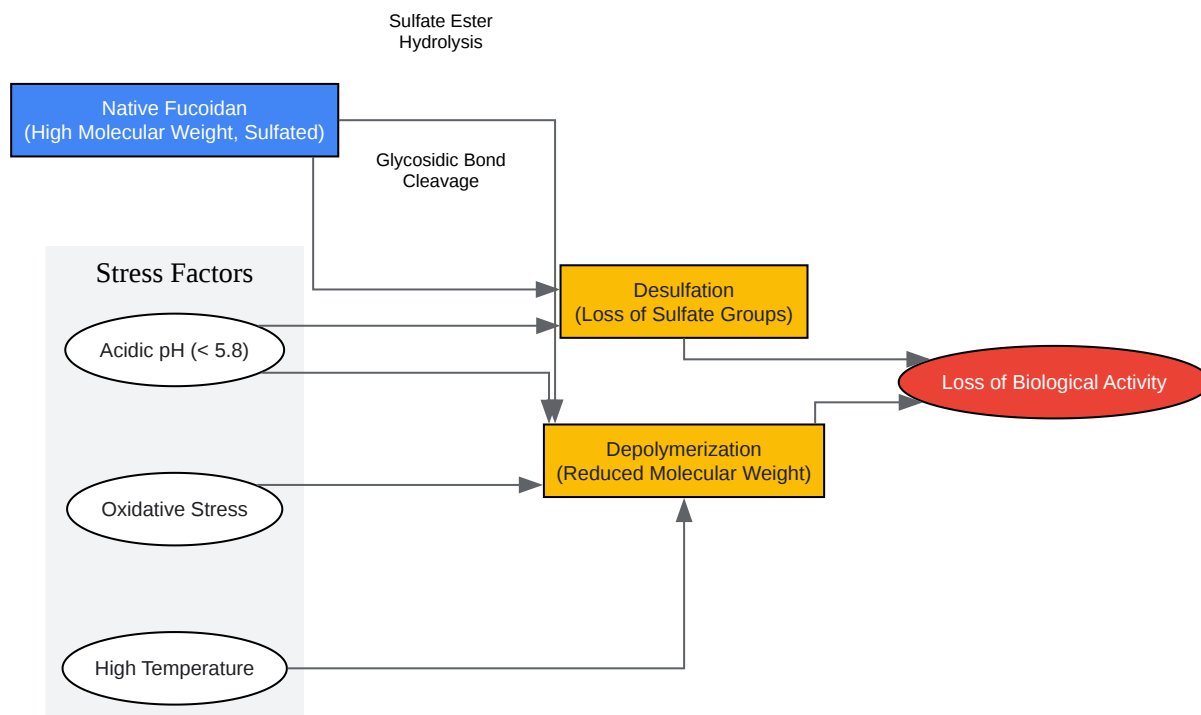 Sulfate Ester
Hydrolysis
Native Fucoidan
(High Molecular Weight, Sulfated)
Glycosidic Bond
Cleavage
Stress Factors
Acidic pH (< 5.8)
Oxidative Stress
High Temperature
Desulfation
(Loss of Sulfate Groups)
Depolymerization
(Reduced Molecular Weight)
Loss of Biological Activity